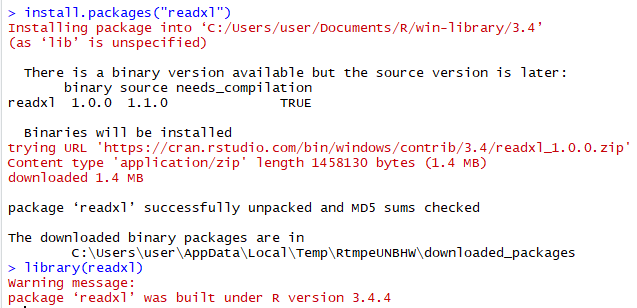 > install.packages("readxl")
Installing package into ‘C:/Users/user/Documents/R/win-library/3.4’
(as ‘lib’ is unspecified)
There is a binary version available but the source version is later:
binary source needs_compilation
readxl 1.0.0 1.1.0 TRUE
Binaries will be installed
trying URL 'https://cran.rstudio.com/bin/windows/contrib/3.4/readxl_1.0.0.zip'
Content type 'application/zip' length 1458130 bytes (1.4 MB)
downloaded 1.4 MB
package ‘readxl’ successfully unpacked and MD5 sums checked
The downloaded binary packages are in
C:\Users\user\AppData\Local\Temp\RtmpeUNBHW\downloaded_packages
> library(readxl)
Warning message:
package ‘readxl’ was built under R version 3.4.4